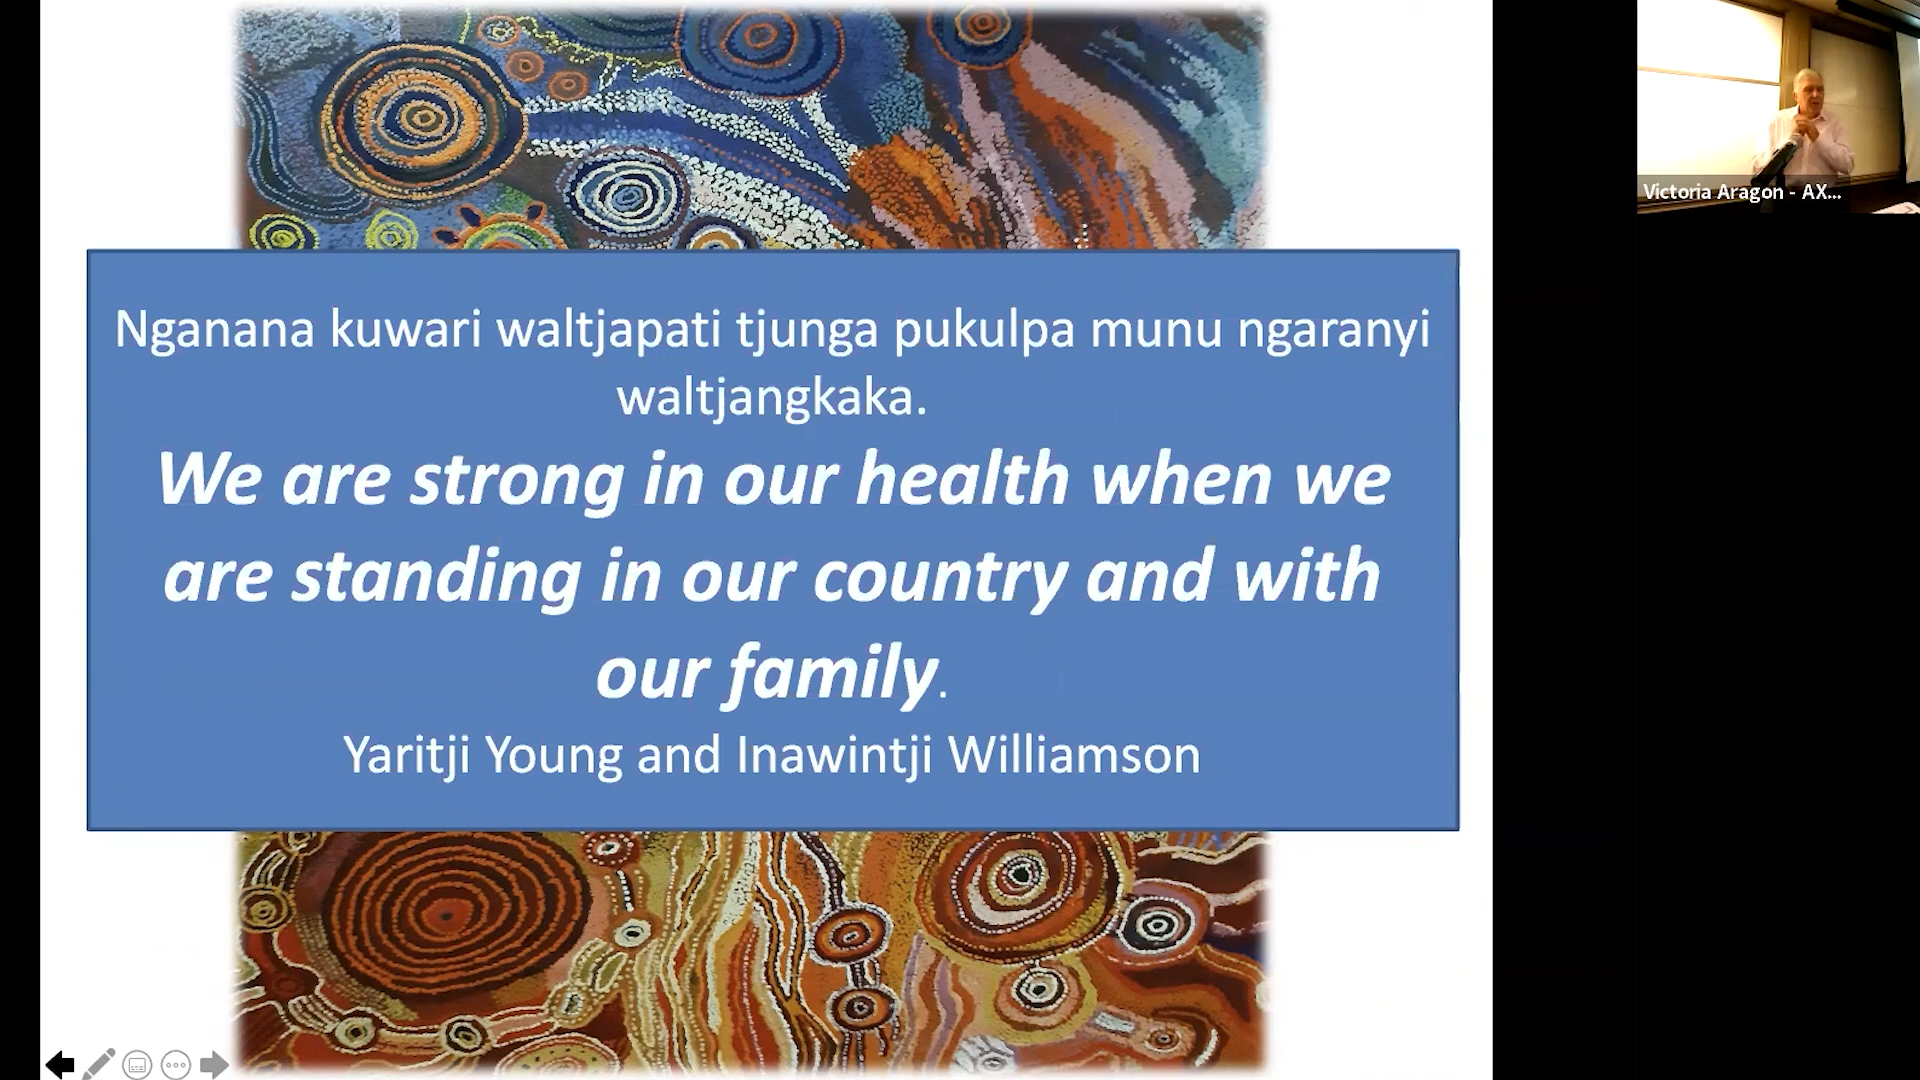 Nganana kuwari waltjapati tjunga pukulpa munu ngaranyi
waltjangkaka.
We are strong in our health when we
are standing in our country and with
our family.
Yaritji Young and Inawintji Williamson
Victoria Aragon - AX...